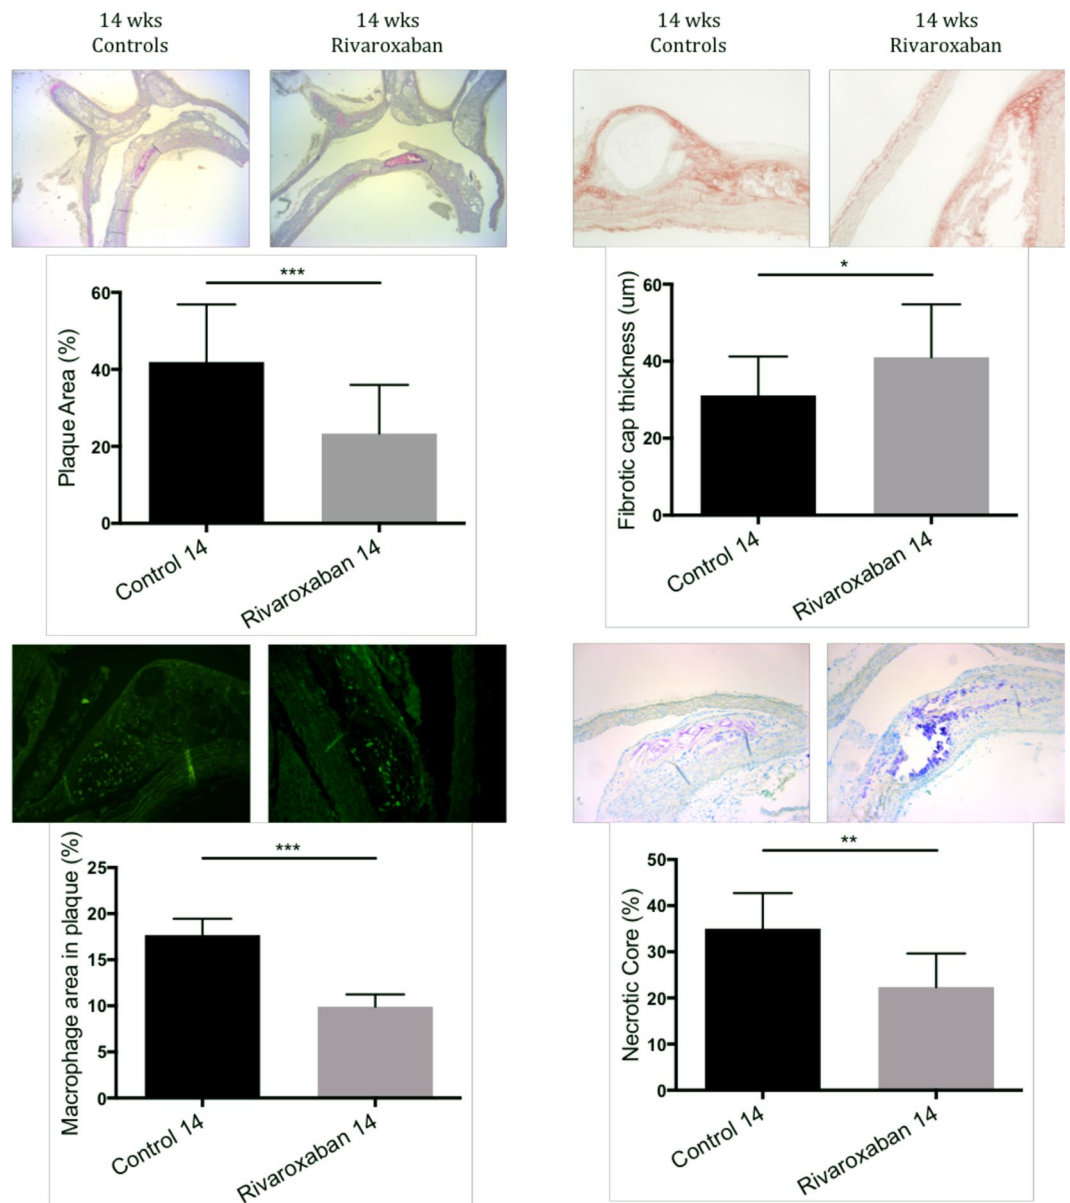 14 wks
Controls
14 wks
Rivaroxaban
14 wks
Controls
14 wks
Rivaroxaban
***
60
40
20
0
Plaque Area (%)
Control 14
Rivaroxaban 14
*
60
40
20
0
Fibrotic cap thickness (um)
Control 14
Rivaroxaban 14
***
25
20
15
10
5
0
Macrophage area in plaque (%)
Control 14
Rivaroxaban 14
**
50
40
30
20
10
0
Necrotic Core (%)
Control 14
Rivaroxaban 14